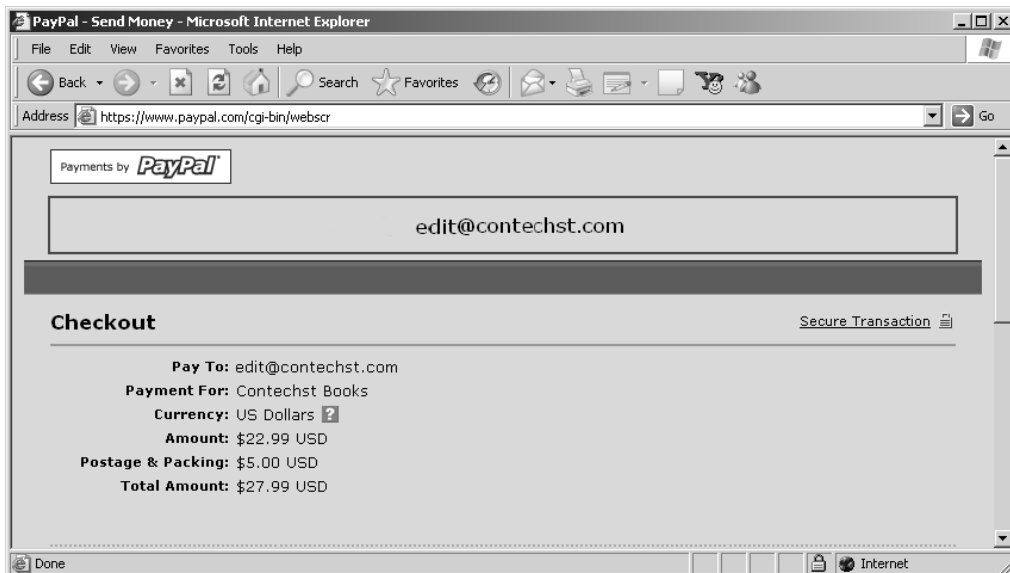 PayPal - Send Money - Microsoft Internet Explorer
File Edit View Favorites Tools Help
Back Search Favorites
Address https://www.paypal.com/cgi-bin/webscr Go
Payments by PayPal
edit@contechst.com
Checkout Secure Transaction
Pay To: edit@contechst.com
Payment For: Contechst Books
Currency: US Dollars ?
Amount: $22.99 USD
Postage & Packing: $5.00 USD
Total Amount: $27.99 USD
Done Internet